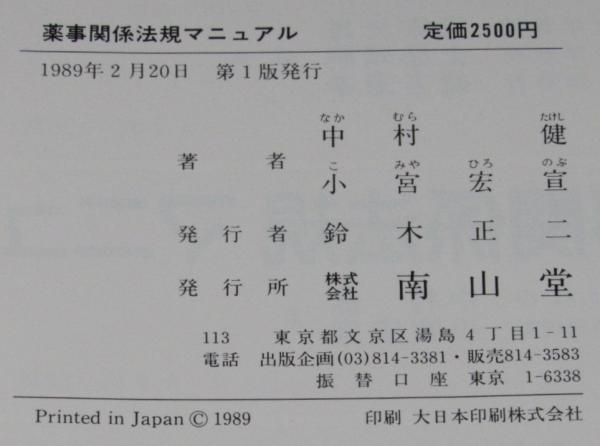 薬事関係法規マニュアル 定価2500円
1989年2月20日 第1版発行
なか むら たけし
中村 健
著者
こ みや ひろ のぶ
小宮宏宣
発行者 鈴木正二
発行所 株式会社 南山堂
113 東京都文京区湯島4丁目1-11
電話 出版企画(03)814-3381・販売814-3583
振替口座 東京 1-6338
Printed in Japan © 1989 印刷 大日本印刷株式会社